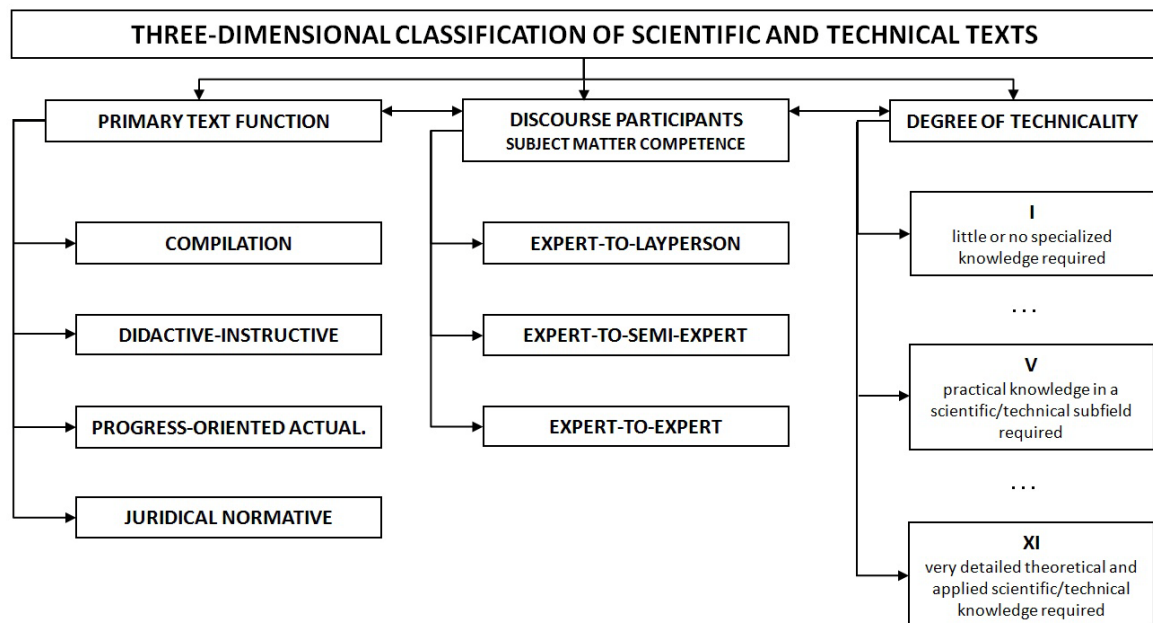 THREE-DIMENSIONAL CLASSIFICATION OF SCIENTIFIC AND TECHNICAL TEXTS
PRIMARY TEXT FUNCTION
COMPILATION
DIDACTIVE-INSTRUCTIVE
PROGRESS-ORIENTED ACTUAL.
JURIDICAL NORMATIVE
DISCOURSE PARTICIPANTS
SUBJECT MATTER COMPETENCE
EXPERT-TO-LAYPERSON
EXPERT-TO-SEMI-EXPERT
EXPERT-TO-EXPERT
DEGREE OF TECHNICALITY
I
little or no specialized
knowledge required
...
V
practical knowledge in a
scientific/technical subfield
required
...
XI
very detailed theoretical and
applied scientific/technical
knowledge required